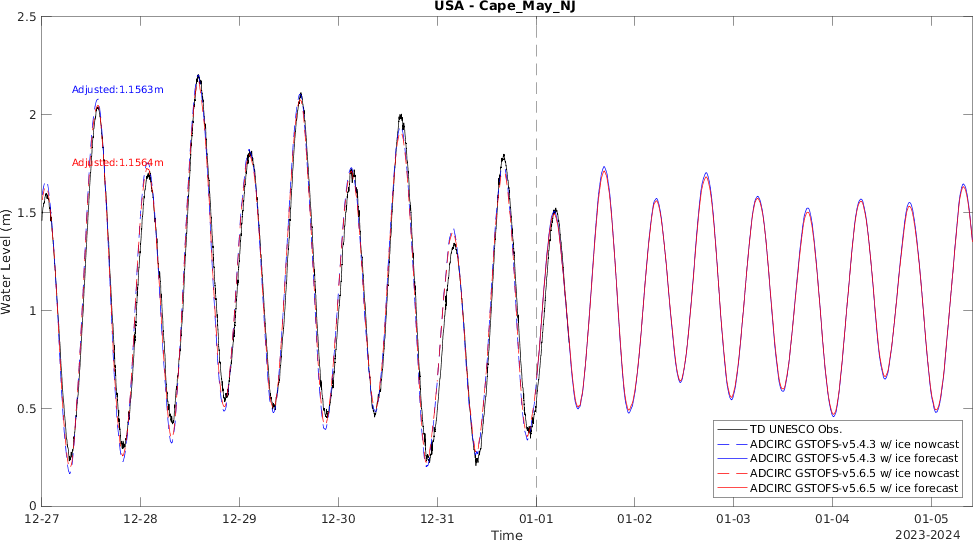 USA - Cape_May_NJ
2.5
2
1.5
1
0.5
0
Water Level (m)
Adjusted:1.1563m
Adjusted:1.1564m
TD UNESCO Obs.
ADCIRC GSTOFS-v5.4.3 w/ ice nowcast
ADCIRC GSTOFS-v5.4.3 w/ ice forecast
ADCIRC GSTOFS-v5.6.5 w/ ice nowcast
ADCIRC GSTOFS-v5.6.5 w/ ice forecast
12-27 12-28 12-29 12-30 12-31 01-01 01-02 01-03 01-04 01-05
Time
2023-2024